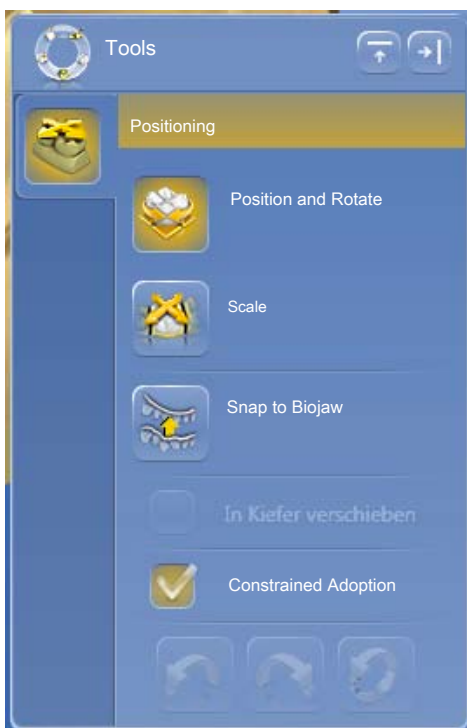 Tools
Positioning
Position and Rotate
Scale
Snap to Biojaw
In Kiefer verschieben
Constrained Adoption